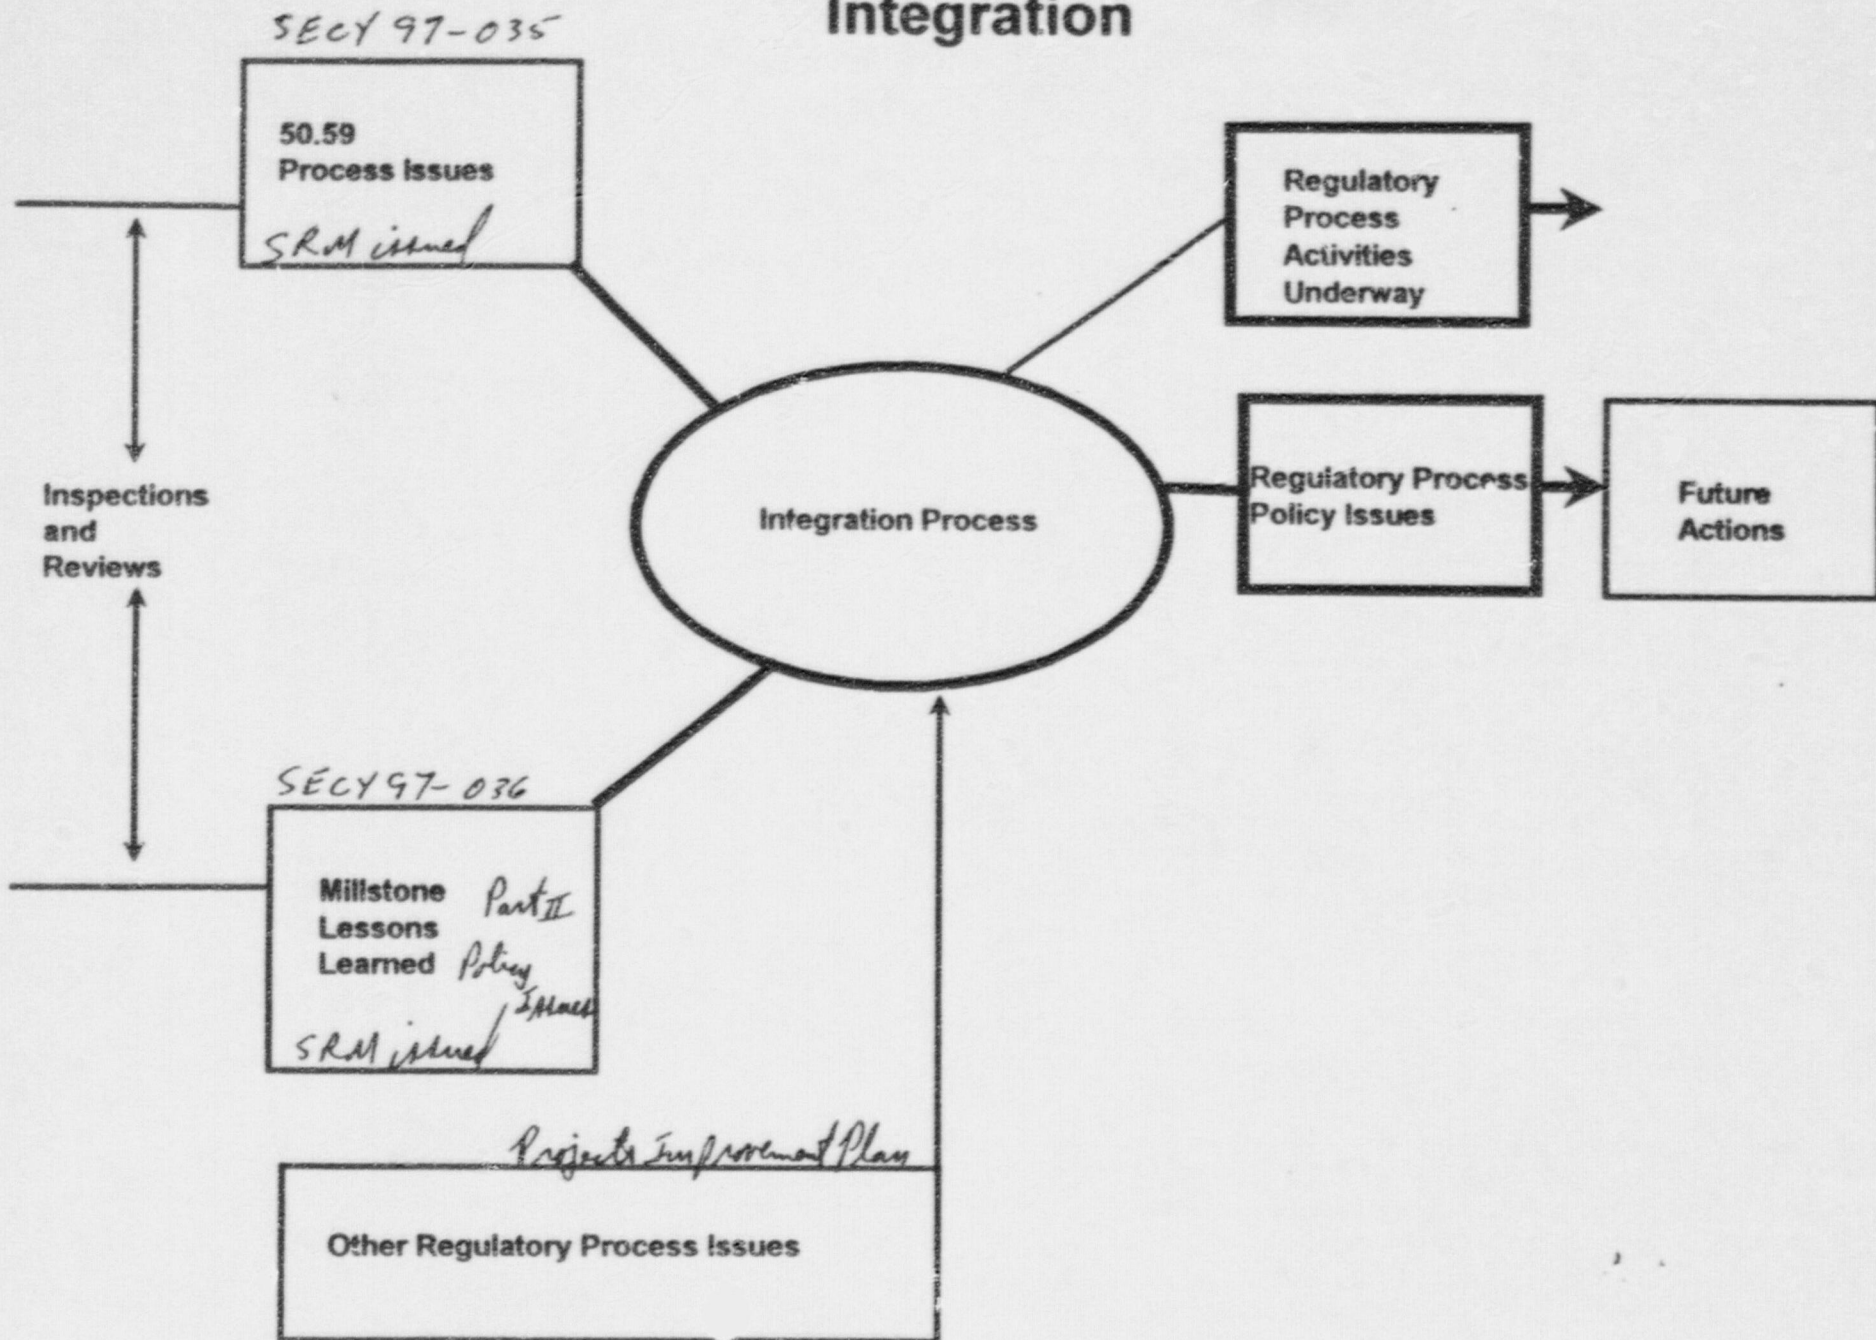 Integration
SECY 97-035
50.59
Process Issues
SRM issued
Regulatory
Process
Activities
Underway
Inspections
and
Reviews
Integration Process
Regulatory Process
Policy Issues
Future
Actions
SECY 97-036
Millstone Part II
Lessons
Learned Policy
Issues
SRM issued
Projects Improvement Plan
Other Regulatory Process Issues